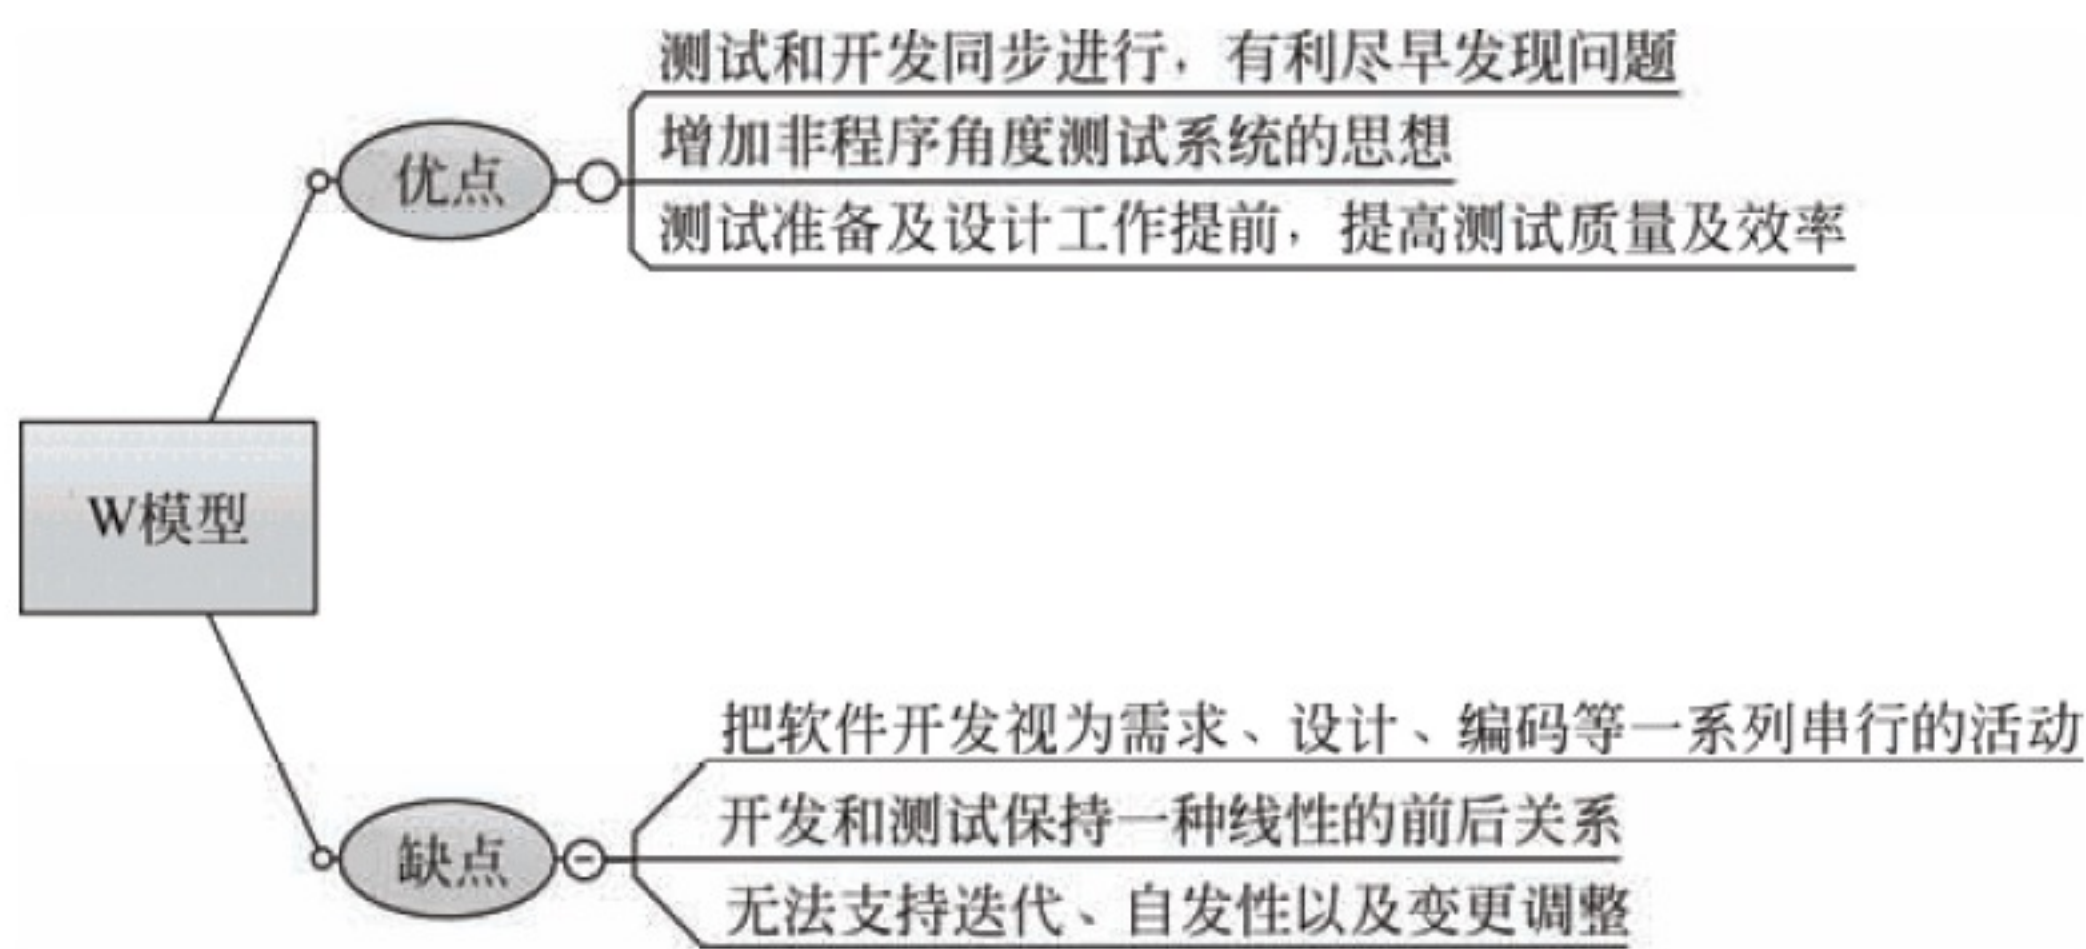 测试和开发同步进行，有利尽早发现问题
增加非程序角度测试系统的思想
优点
测试准备及设计工作提前，提高测试质量及效率
W模型
把软件开发视为需求、设计、编码等一系列串行的活动
开发和测试保持一种线性的前后关系
缺点
无法支持迭代、自发性以及变更调整